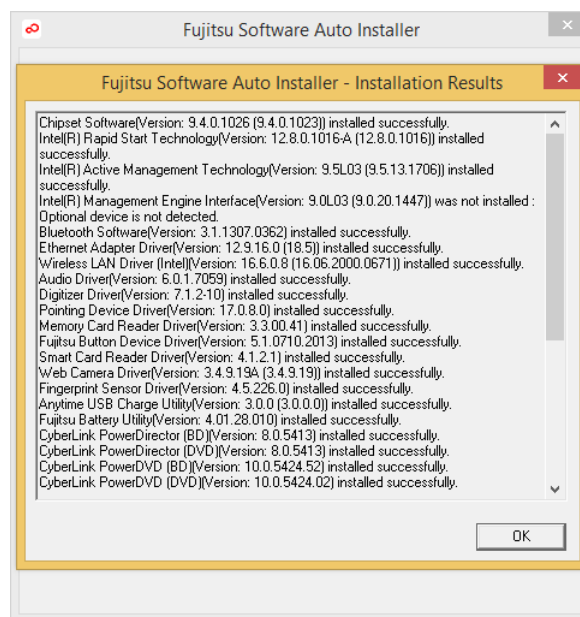 Fujitsu Software Auto Installer
Fujitsu Software Auto Installer - Installation Results
Chipset Software(Version: 9.4.0.1026 (9.4.0.1023)) installed successfully.
Intel(R) Rapid Start Technology(Version: 12.8.0.1016-A (12.8.0.1016)) installed
successfully.
Intel(R) Active Management Technology(Version: 9.5L03 (9.5.13.1706)) installed
successfully.
Intel(R) Management Engine Interface(Version: 9.0L03 (9.0.20.1447)) was not installed :
Optional device is not detected.
Bluetooth Software(Version: 3.1.1307.0362) installed successfully.
Ethernet Adapter Driver(Version: 12.9.16.0 (18.5)) installed successfully.
Wireless LAN Driver (Intel)(Version: 16.6.0.8 (16.06.2000.0671)) installed successfully.
Audio Driver(Version: 6.0.1.7059) installed successfully.
Digitizer Driver(Version: 7.1.2-10) installed successfully.
Pointing Device Driver(Version: 17.0.8.0) installed successfully.
Memory Card Reader Driver(Version: 3.3.00.41) installed successfully.
Fujitsu Button Device Driver(Version: 5.1.0710.2013) installed successfully.
Smart Card Reader Driver(Version: 4.1.2.1) installed successfully.
Web Camera Driver(Version: 3.4.9.19A (3.4.9.19)) installed successfully.
Fingerprint Sensor Driver(Version: 4.5.226.0) installed successfully.
Anytime USB Charge Utility(Version: 3.0.0 (3.0.0.0)) installed successfully.
Fujitsu Battery Utility(Version: 4.01.28.010) installed successfully.
CyberLink PowerDirector (BD)(Version: 8.0.5413) installed successfully.
CyberLink PowerDirector (DVD)(Version: 8.0.5413) installed successfully.
CyberLink PowerDVD (BD)(Version: 10.0.5424.52) installed successfully.
CyberLink PowerDVD (DVD)(Version: 10.0.5424.02) installed successfully.
OK